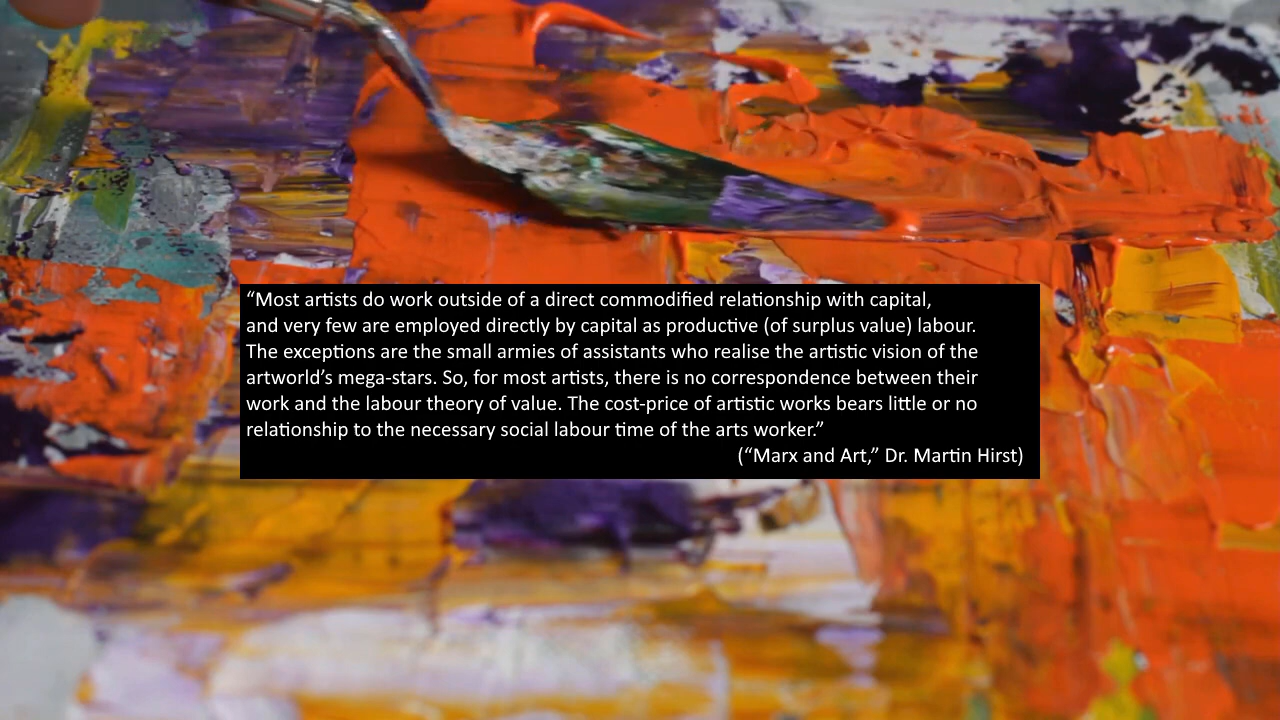 “Most artists do work outside of a direct commodified relationship with capital,
and very few are employed directly by capital as productive (of surplus value) labour.
The exceptions are the small armies of assistants who realise the artistic vision of the
artworld’s mega-stars. So, for most artists, there is no correspondence between their
work and the labour theory of value. The cost-price of artistic works bears little or no
relationship to the necessary social labour time of the arts worker.”
(“Marx and Art,” Dr. Martin Hirst)